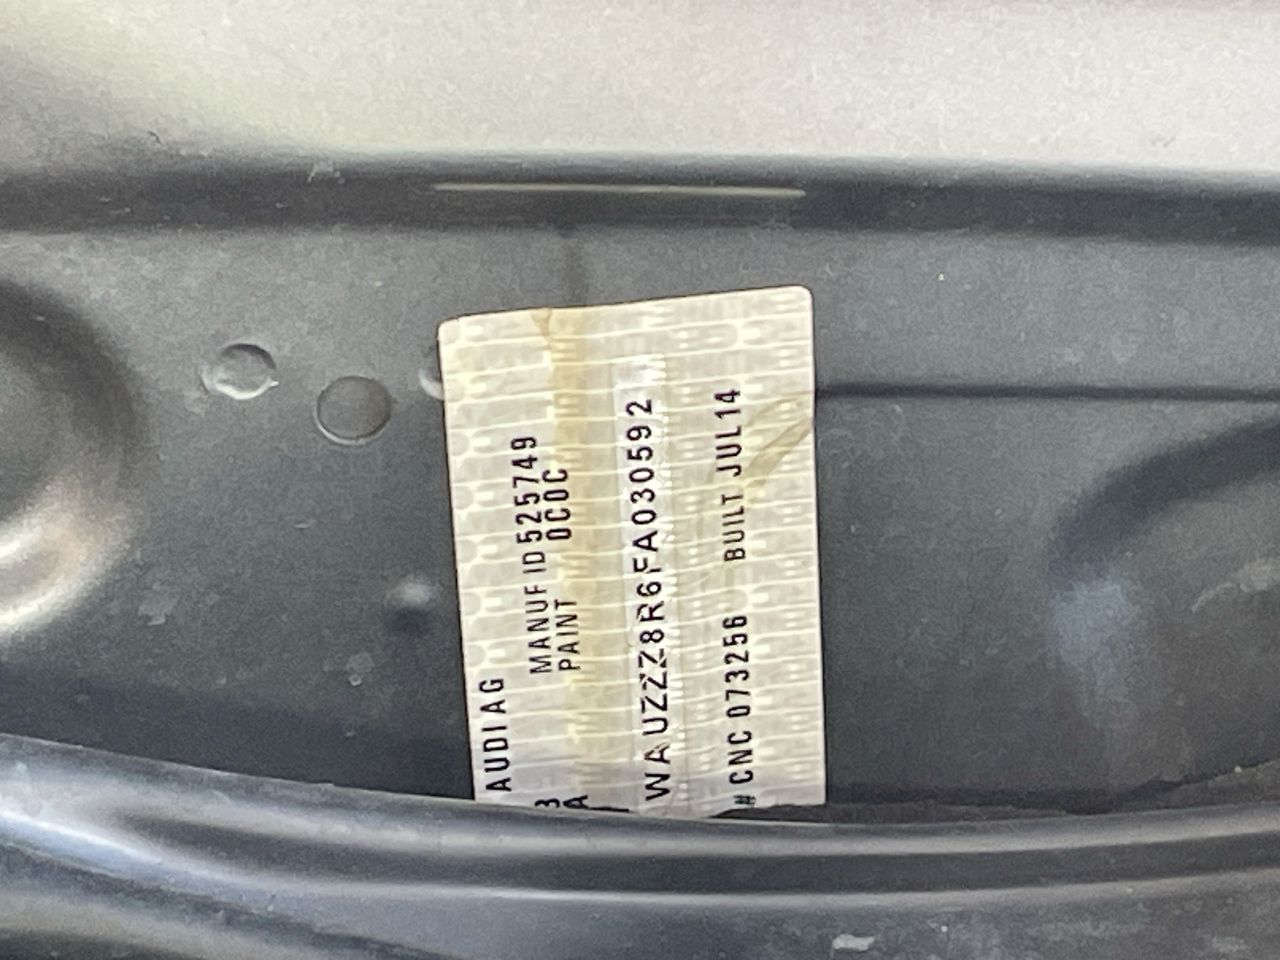 AUDI AG
MANUF ID 525749
PAINT 0C0C
WAUZZZ8R6FA030592
# CNC 073256 BUILT JUL14